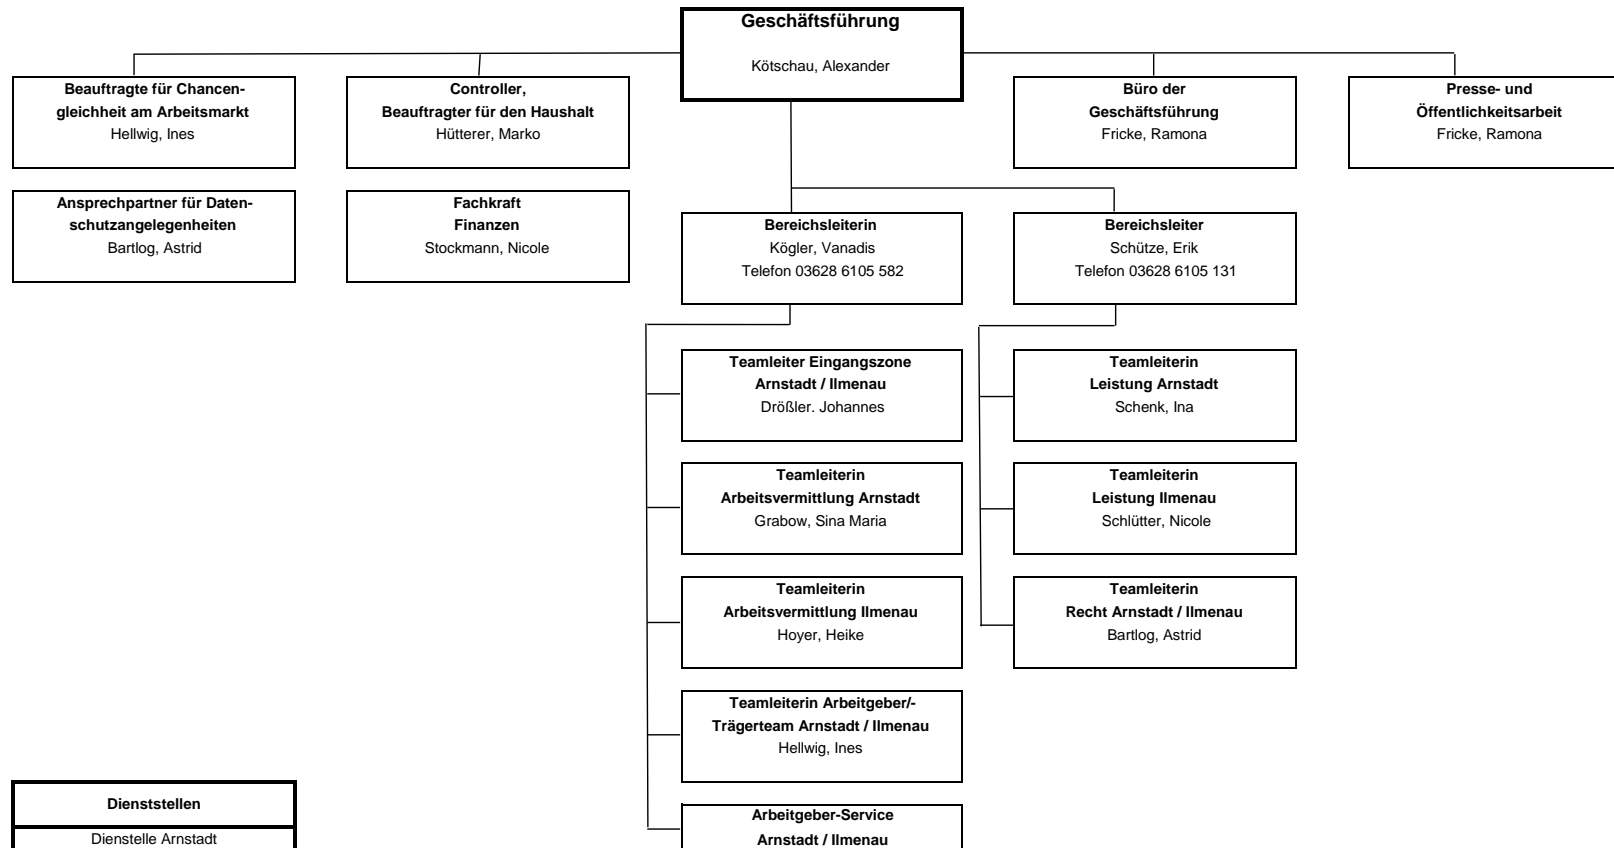 Geschäftsführung
Kötschau, Alexander
Beauftragte für Chancen-
gleichheit am Arbeitsmarkt
Hellwig, Ines
Controller,
Beauftragter für den Haushalt
Hütterer, Marko
Büro der
Geschäftsführung
Fricke, Ramona
Presse- und
Öffentlichkeitsarbeit
Fricke, Ramona
Ansprechpartner für Daten-
schutzangelegenheiten
Bartlog, Astrid
Fachkraft
Finanzen
Stockmann, Nicole
Bereichsleiterin
Kögler, Vanadis
Telefon 03628 6105 582
Bereichsleiter
Schütze, Erik
Telefon 03628 6105 131
Teamleiter Eingangszone
Arnstadt / Ilmenau
Drößler. Johannes
Teamleiterin
Leistung Arnstadt
Schenk, Ina
Teamleiterin
Arbeitsvermittlung Arnstadt
Grabow, Sina Maria
Teamleiterin
Leistung Ilmenau
Schlütter, Nicole
Teamleiterin
Arbeitsvermittlung Ilmenau
Hoyer, Heike
Teamleiterin
Recht Arnstadt / Ilmenau
Bartlog, Astrid
Teamleiterin Arbeitgeber/-
Trägerteam Arnstadt / Ilmenau
Hellwig, Ines
Dienststellen
Dienstelle Arnstadt
Arbeitgeber-Service
Arnstadt / Ilmenau